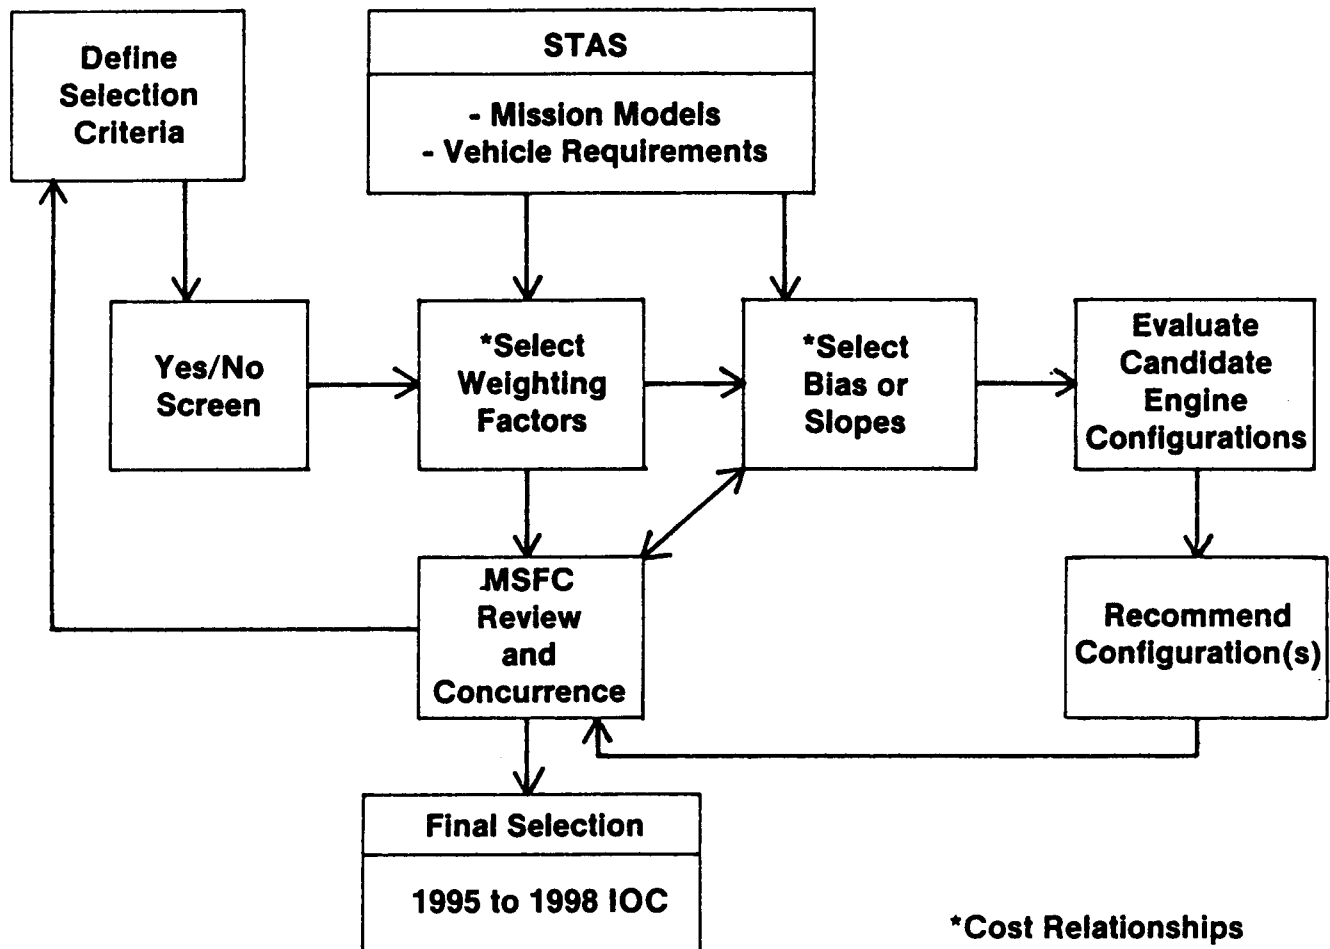 Define
Selection
Criteria
STAS
- Mission Models
- Vehicle Requirements
Yes/No
Screen
*Select
Weighting
Factors
*Select
Bias or
Slopes
Evaluate
Candidate
Engine
Configurations
MSFC
Review
and
Concurrence
Recommend
Configuration(s)
Final Selection
1995 to 1998 IOC
*Cost Relationships